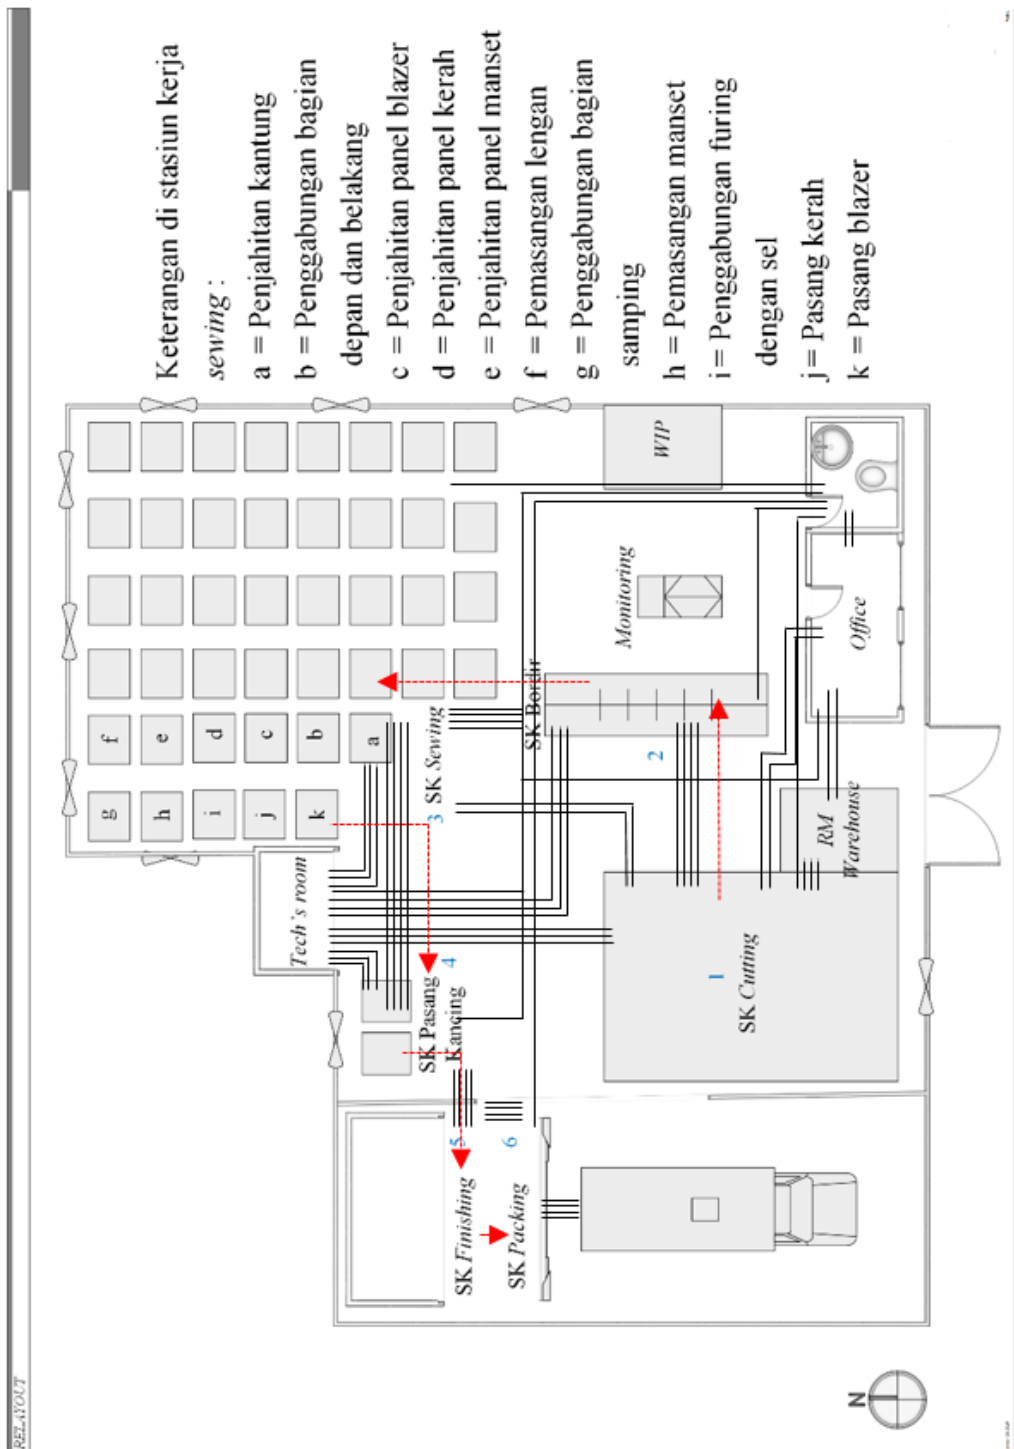 RELAYOUT
Keterangan di stasiun kerja
sewing :
a = Penjahitan kantung
b = Penggabungan bagian
depan dan belakang
c = Penjahitan panel blazer
d = Penjahitan panel kerah
e = Penjahitan panel manset
f = Pemasangan lengan
g = Penggabungan bagian
samping
h = Pemasangan manset
i = Penggabungan furing
dengan sel
j= Pasang kerah
k = Pasang blazer
g
f
h
e
i
d
j
c
k
b
a
Tech's room
3 SK Sewing
SK Bordir
2
Monitoring
WIP
4
SK Pasang
Kancing
1
SK Cutting
RM
Warehouse
Office
5
SK Finishing
6
SK Packing
N